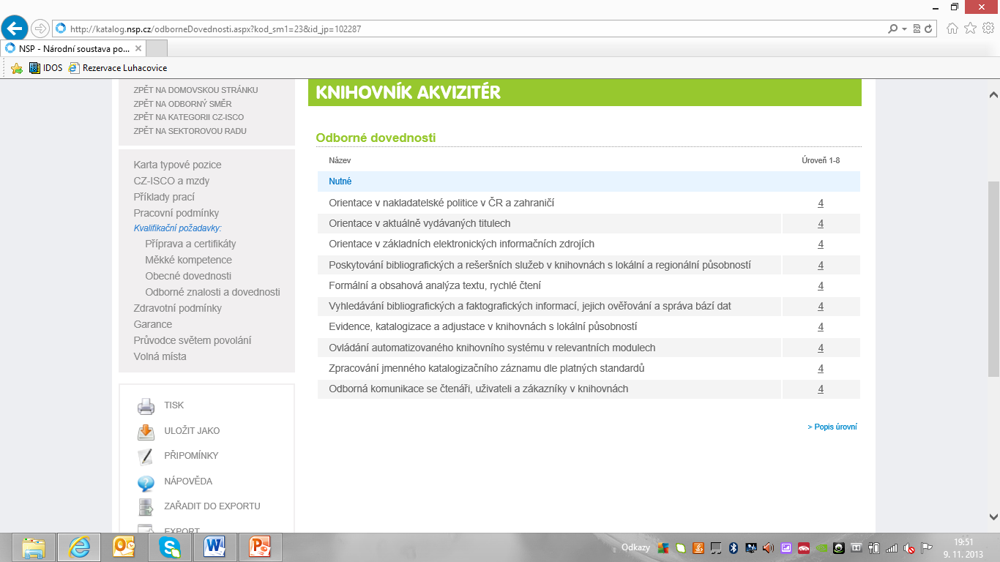 http://katalog.nsp.cz/odborneDovednosti.aspx?kod_sm1=23&id_jp=102287
NSP - Národní soustava po...
IDOS
Rezervace Luhacovice
ZPĚT NA DOMOVSKOU STRÁNKU
ZPĚT NA ODBORNÝ SMĚR
ZPĚT NA KATEGORII CZ-ISCO
ZPĚT NA SEKTOROVOU RADU
Karta typové pozice
CZ-ISCO a mzdy
Příklady prací
Pracovní podmínky
Kvalifikační požadavky:
Příprava a certifikáty
Měkké kompetence
Obecné dovednosti
Odborné znalosti a dovednosti
Zdravotní podmínky
Garance
Průvodce světem povolání
Volná místa
TISK
ULOŽIT JAKO
PŘIPOMÍNKY
NÁPOVĚDA
ZAŘADIT DO EXPORTU
EXPORT
KNIHOVNÍK AKVIZITÉR
Odborné dovednosti
Název Úroveň 1-8
Nutné
Orientace v nakladatelské politice v ČR a zahraničí 4
Orientace v aktuálně vydávaných titulech 4
Orientace v základních elektronických informačních zdrojích 4
Poskytování bibliografických a rešeršních služeb v knihovnách s lokální a regionální působností 4
Formální a obsahová analýza textu, rychlé čtení 4
Vyhledávání bibliografických a faktografických informací, jejich ověřování a správa bází dat 4
Evidence, katalogizace a adjustace v knihovnách s lokální působností 4
Ovládání automatizovaného knihovního systému v relevantních modulech 4
Zpracování jmenného katalogizačního záznamu dle platných standardů 4
Odborná komunikace se čtenáři, uživateli a zákazníky v knihovnách 4
> Popis úrovní
Odkazy
19:51
9. 11. 2013